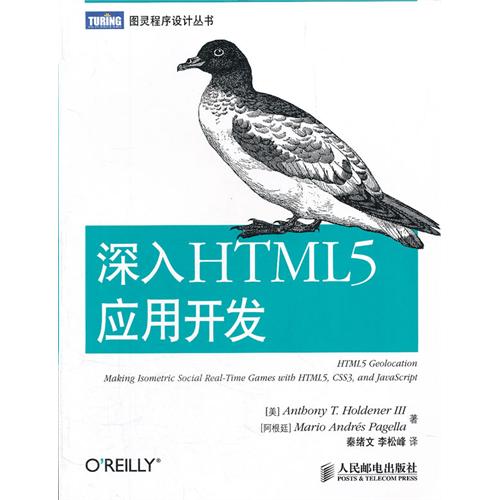 TURING 图灵程序设计丛书
深入HTML5
应用开发
HTML5 Geolocation
Making Isometric Social Real-Time Games with HTML5, CSS3, and JavaScript
[美] Anthony T. Holdener III
[阿根廷] Mario Andrés Pagella 著
秦绪文 李松峰 译
O'REILLY®
人民邮电出版社
POSTS & TELECOM PRESS